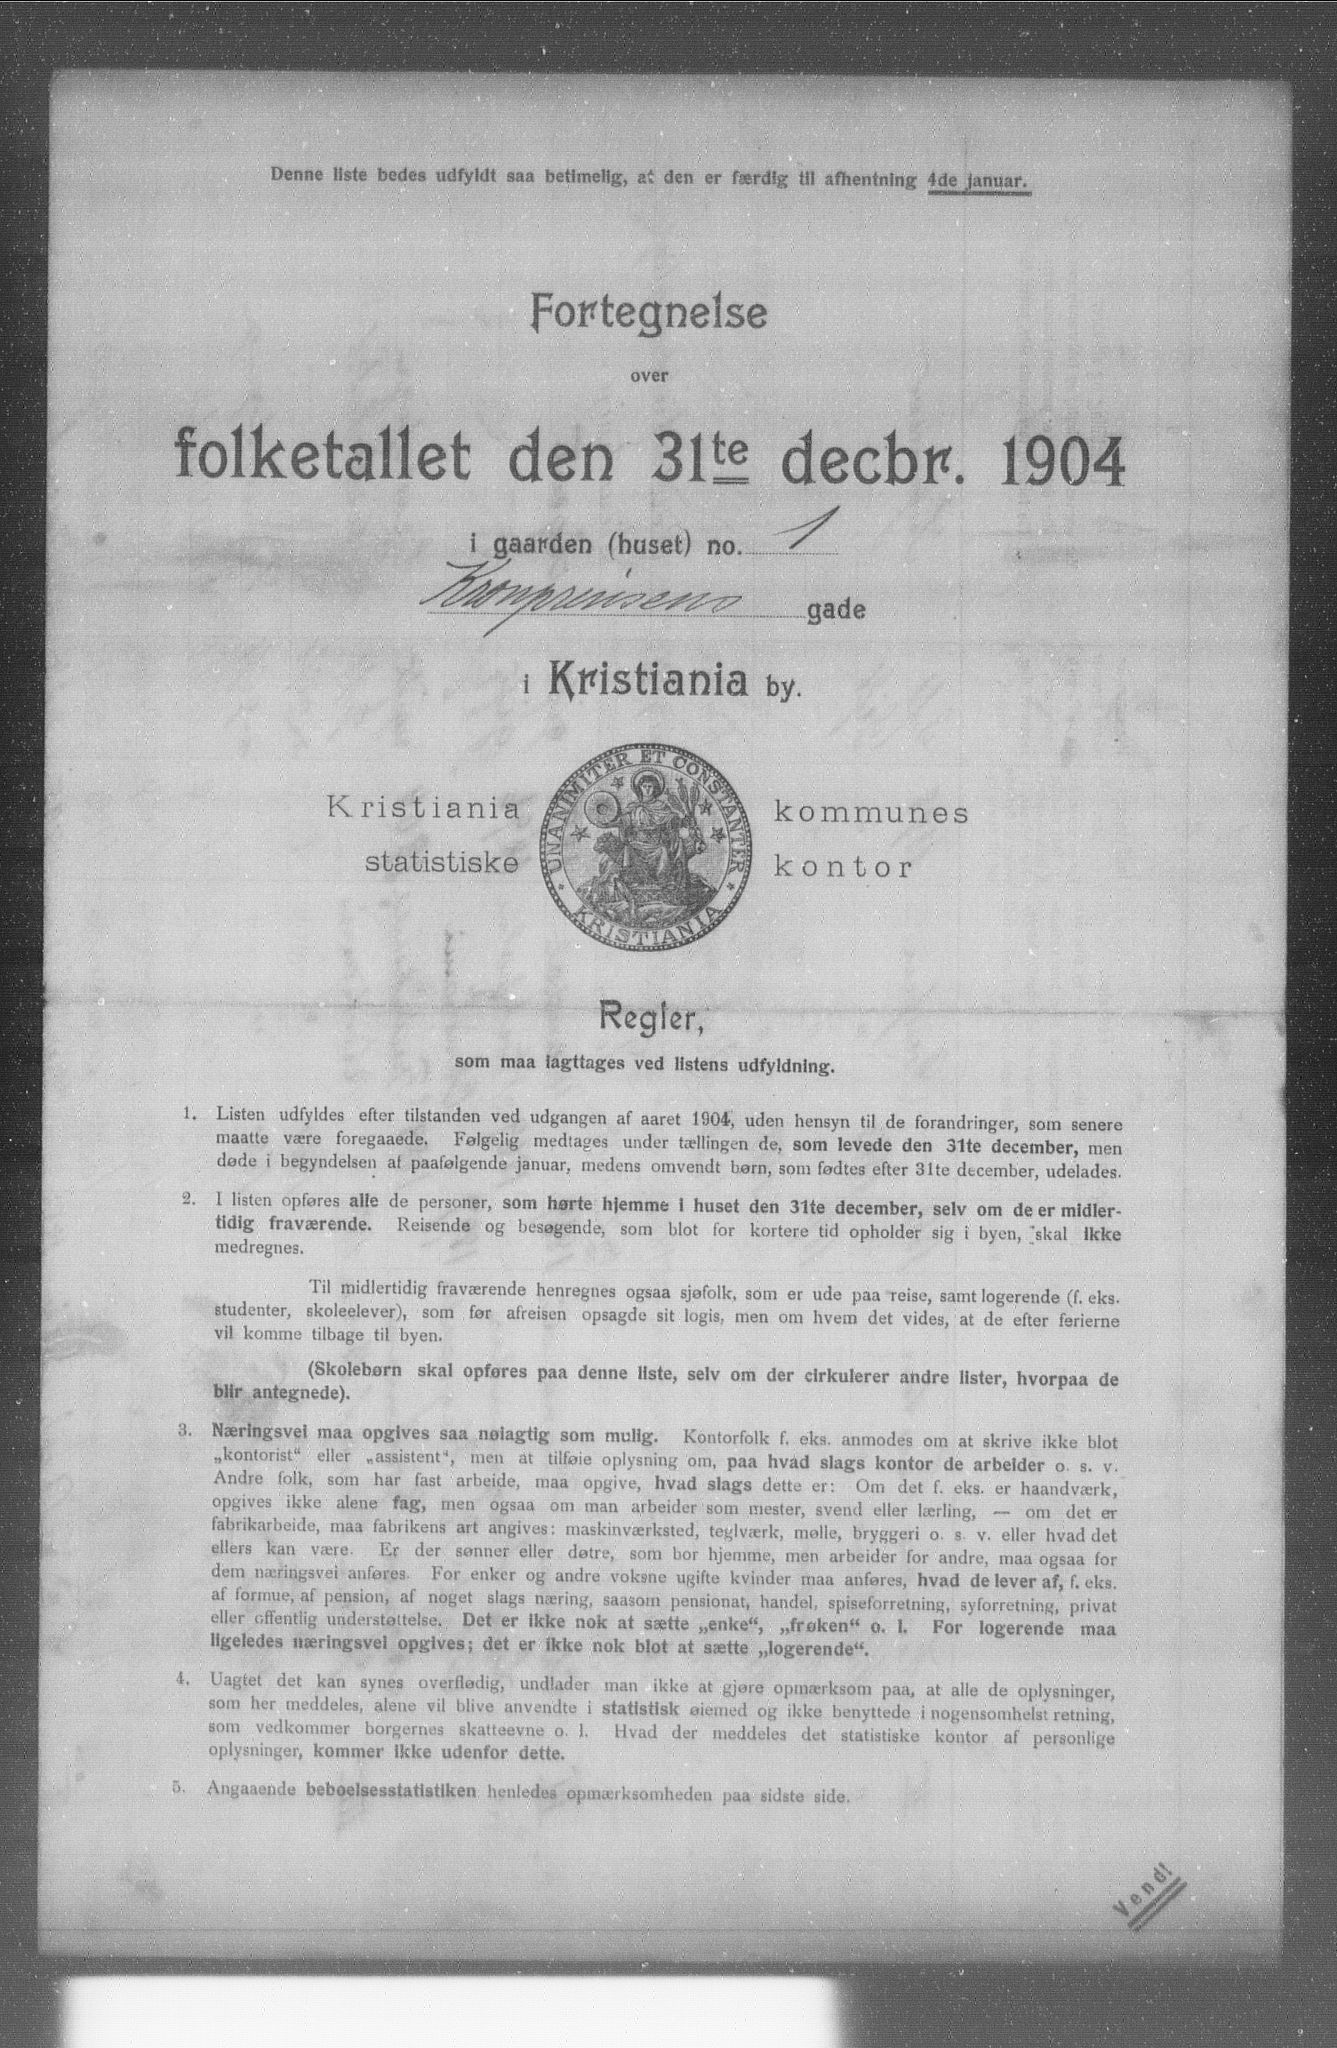 Denne liste bedes udfyldt saa betimelig, at den er færdig til afhentning 4de januar.
Fortegnelse
over
folketallet den 31te decbr. 1904
i gaarden (huset) no. 1
Kronprinsens gade
i Kristiania by.
Kristiania kommunes
statistiske kontor
UNANIMITER ET CONSTANTER
KRISTIANIA
Regler,
som maa iagttages ved listens udfyldning.
1. Listen udfyldes efter tilstanden ved udgangen af aaret 1904, uden hensyn til de forandringer, som senere
maatte være foregaaede. Følgelig medtages under tællingen de, som levede den 31te december, men
døde i begyndelsen af paafølgende januar, medens omvendt børn, som fødtes efter 31te december, udelades.
2. I listen opføres alle de personer, som hørte hjemme i huset den 31te december, selv om de er midler-
tidig fraværende. Reisende og besøgende, som blot for kortere tid opholder sig i byen, skal ikke
medregnes.
Til midlertidig fraværende henregnes ogsaa sjøfolk, som er ude paa reise, samt logerende (f. eks.
studenter, skoleelever), som før afreisen opsagde sit logis, men om hvem det vides, at de efter ferierne
vil komme tilbage til byen.
(Skolebørn skal opføres paa denne liste, selv om der cirkulerer andre lister, hvorpaa de
blir antegnede).
3. Næringsvei maa opgives saa nøiagtig som mulig. Kontorfolk f. eks. anmodes om at skrive ikke blot
„kontorist“ eller „assistent“, men at tilføie oplysning om, paa hvad slags kontor de arbeider o. s. v.
Andre folk, som har fast arbeide, maa opgive, hvad slags dette er: Om det f. eks. er haandværk,
opgives ikke alene fag, men ogsaa om man arbeider som mester, svend eller lærling, — om det er
fabrikarbeide, maa fabrikens art angives: maskinværksted, teglværk, mølle, bryggeri o. s. v. eller hvad det
ellers kan være. Er der sønner eller døtre, som bor hjemme, men arbeider for andre, maa ogsaa for
dem næringsvei anføres. For enker og andre voksne ugifte kvinder maa anføres, hvad de lever af, f. eks.
af formue, af pension, af noget slags næring, saasom pensionat, handel, spiseforretning, syforretning, privat
eller offentlig understøttelse. Det er ikke nok at sætte „enke“, „frøken“ o. l. For logerende maa
ligeledes næringsvei opgives; det er ikke nok blot at sætte „logerende“.
4. Uagtet det kan synes overflødig, undlader man ikke at gjøre opmærksom paa, at alle de oplysninger,
som her meddeles, alene vil blive anvendte i statistisk øiemed og ikke benyttede i nogensomhelst retning,
som vedkommer borgernes skatteevne o. l. Hvad der meddeles det statistiske kontor af personlige
oplysninger, kommer ikke udenfor dette.
5. Angaaende beboelsesstatistiken henledes opmærksomheden paa sidste side.
Vend!